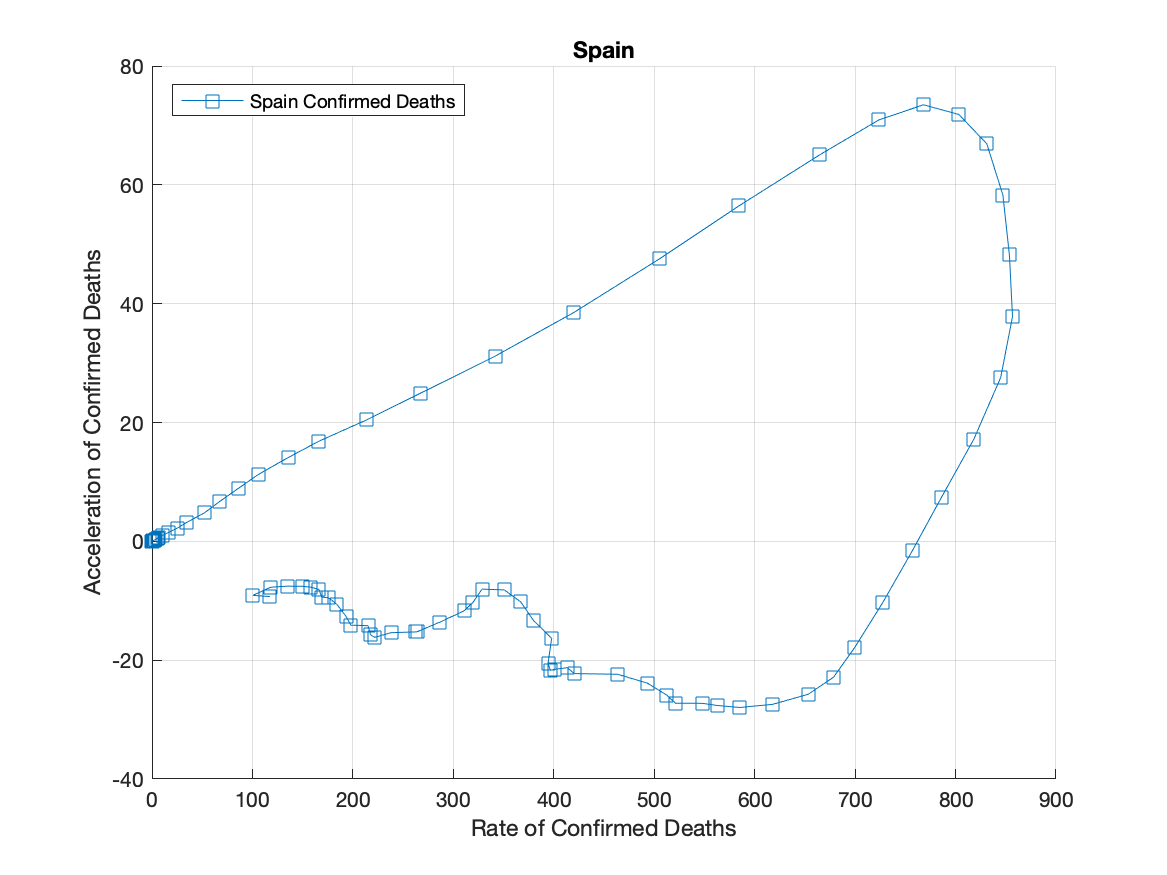 Spain
Spain Confirmed Deaths
80
60
40
20
0
-20
-40
Acceleration of Confirmed Deaths
0 100 200 300 400 500 600 700 800 900
Rate of Confirmed Deaths